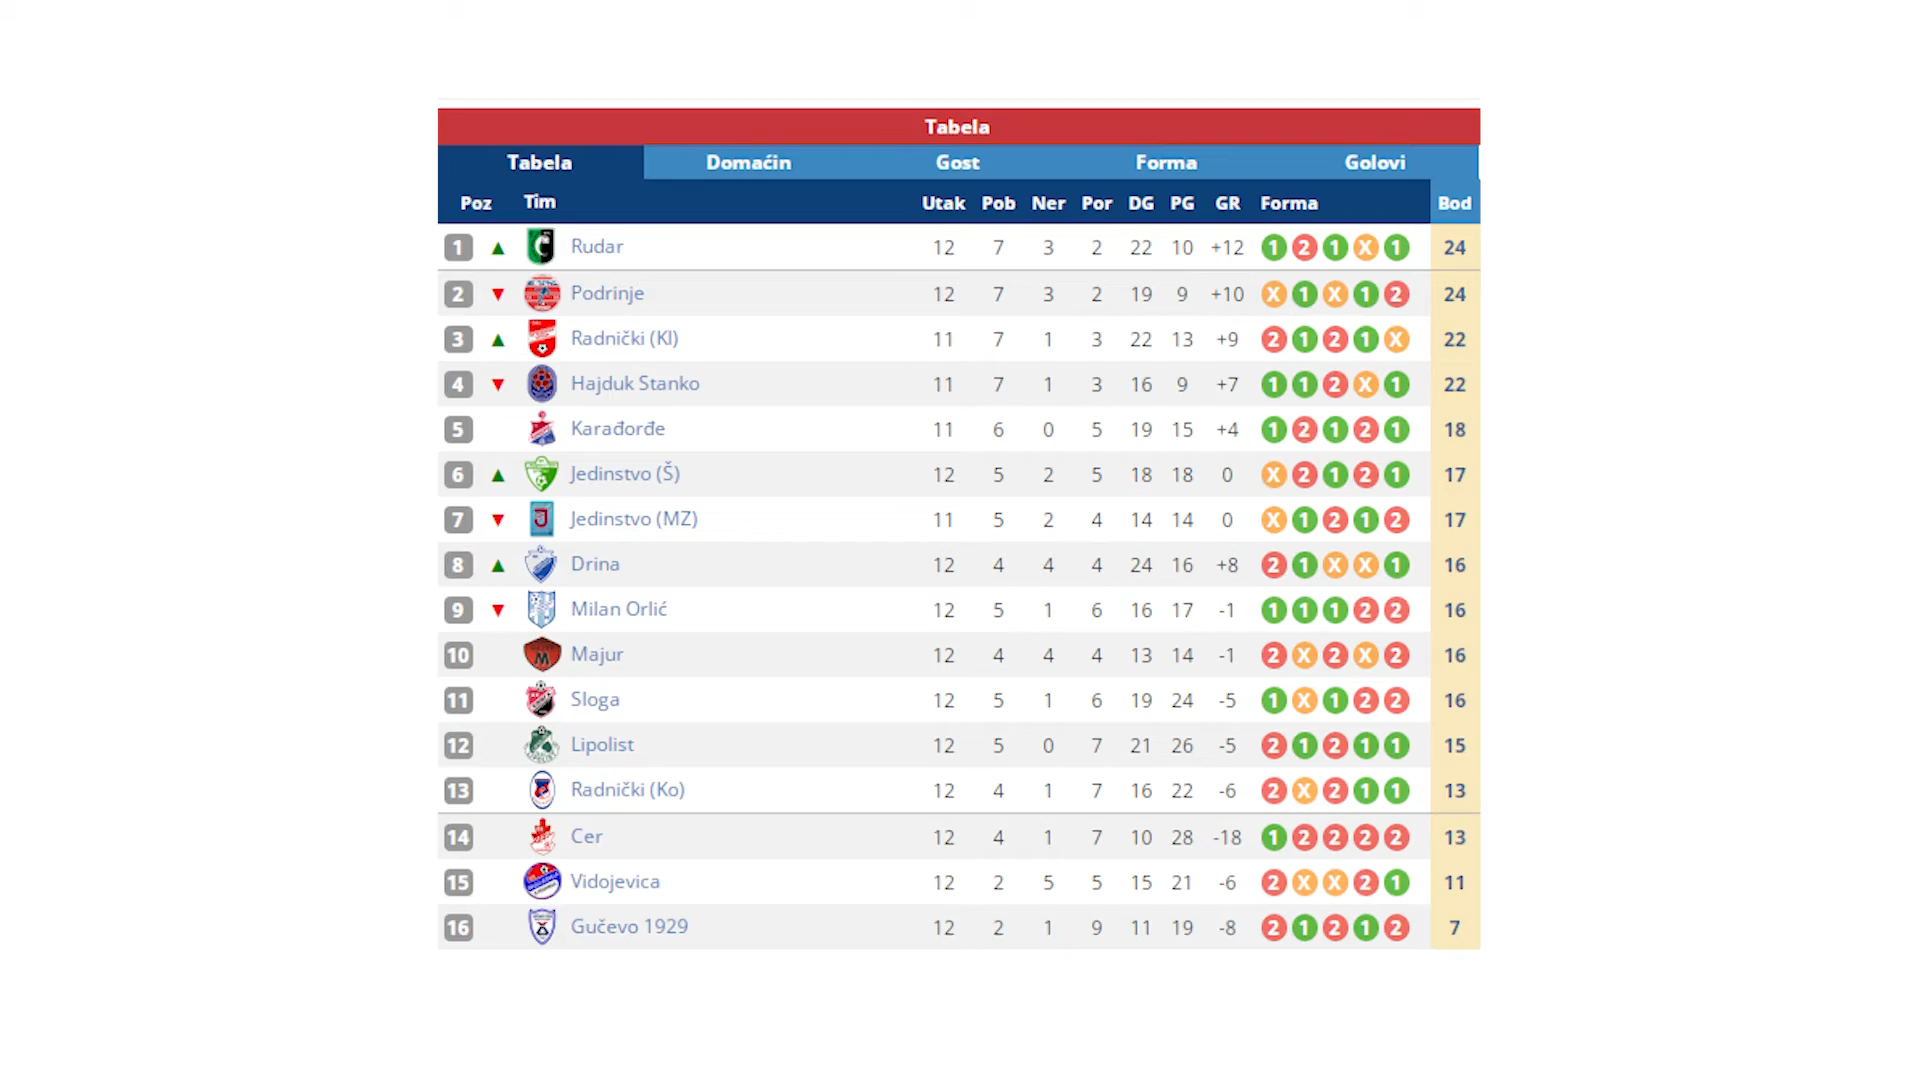 Tabela
Tabela Domaćin Gost Forma Golovi
Poz Tim Utak Pob Ner Por DG PG GR Forma Bod
1 ▲ Rudar 12 7 3 2 22 10 +12 1 2 1 X 1 24
2 ▼ Podrinje 12 7 3 2 19 9 +10 X 1 X 1 2 24
3 ▲ Radnički (Kl) 11 7 1 3 22 13 +9 2 1 2 1 X 22
4 ▼ Hajduk Stanko 11 7 1 3 16 9 +7 1 1 2 X 1 22
5 Karađorđe 11 6 0 5 19 15 +4 1 2 1 2 1 18
6 ▲ Jedinstvo (Š) 12 5 2 5 18 18 0 X 2 1 2 1 17
7 ▼ Jedinstvo (MZ) 11 5 2 4 14 14 0 X 1 2 1 2 17
8 ▲ Drina 12 4 4 4 24 16 +8 2 1 X X 1 16
9 ▼ Milan Orlić 12 5 1 6 16 17 -1 1 1 1 2 2 16
10 Majur 12 4 4 4 13 14 -1 2 X 2 X 2 16
11 Sloga 12 5 1 6 19 24 -5 1 X 1 2 2 16
12 Lipolist 12 5 0 7 21 26 -5 2 1 2 1 1 15
13 Radnički (Ko) 12 4 1 7 16 22 -6 2 X 2 1 1 13
14 Cer 12 4 1 7 10 28 -18 1 2 2 2 2 13
15 Vidojevica 12 2 5 5 15 21 -6 2 X X 2 1 11
16 Gučevo 1929 12 2 1 9 11 19 -8 2 1 2 1 2 7